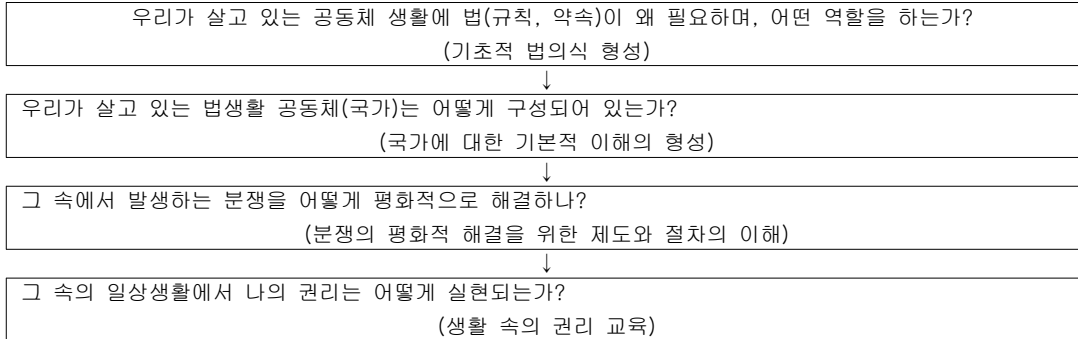 우리가 살고 있는 공동체 생활에 법(규칙, 약속)이 왜 필요하며, 어떤 역할을 하는가?
(기초적 법의식 형성)
↓
우리가 살고 있는 법생활 공동체(국가)는 어떻게 구성되어 있는가?
(국가에 대한 기본적 이해의 형성)
↓
그 속에서 발생하는 분쟁을 어떻게 평화적으로 해결하나?
(분쟁의 평화적 해결을 위한 제도와 절차의 이해)
↓
그 속의 일상생활에서 나의 권리는 어떻게 실현되는가?
(생활 속의 권리 교육)